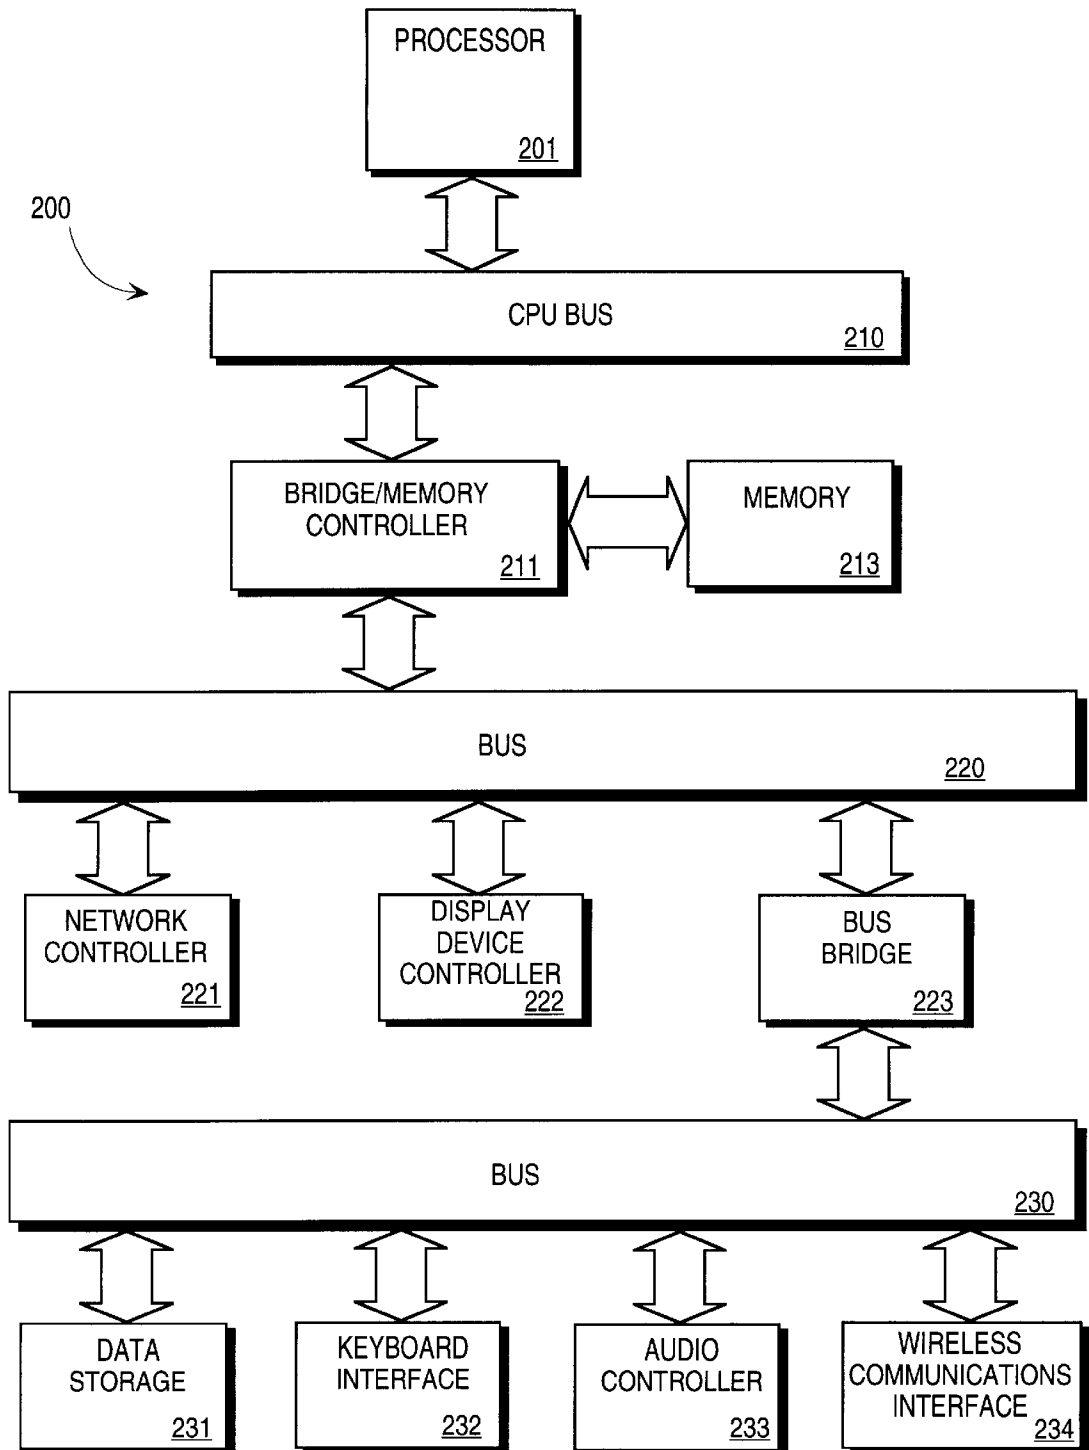 PROCESSOR
201
200
CPU BUS
210
BRIDGE/MEMORY
CONTROLLER
211
MEMORY
213
BUS
220
NETWORK
CONTROLLER
221
DISPLAY
DEVICE
CONTROLLER
222
BUS
BRIDGE
223
BUS
230
DATA
STORAGE
231
KEYBOARD
INTERFACE
232
AUDIO
CONTROLLER
233
WIRELESS
COMMUNICATIONS
INTERFACE
234